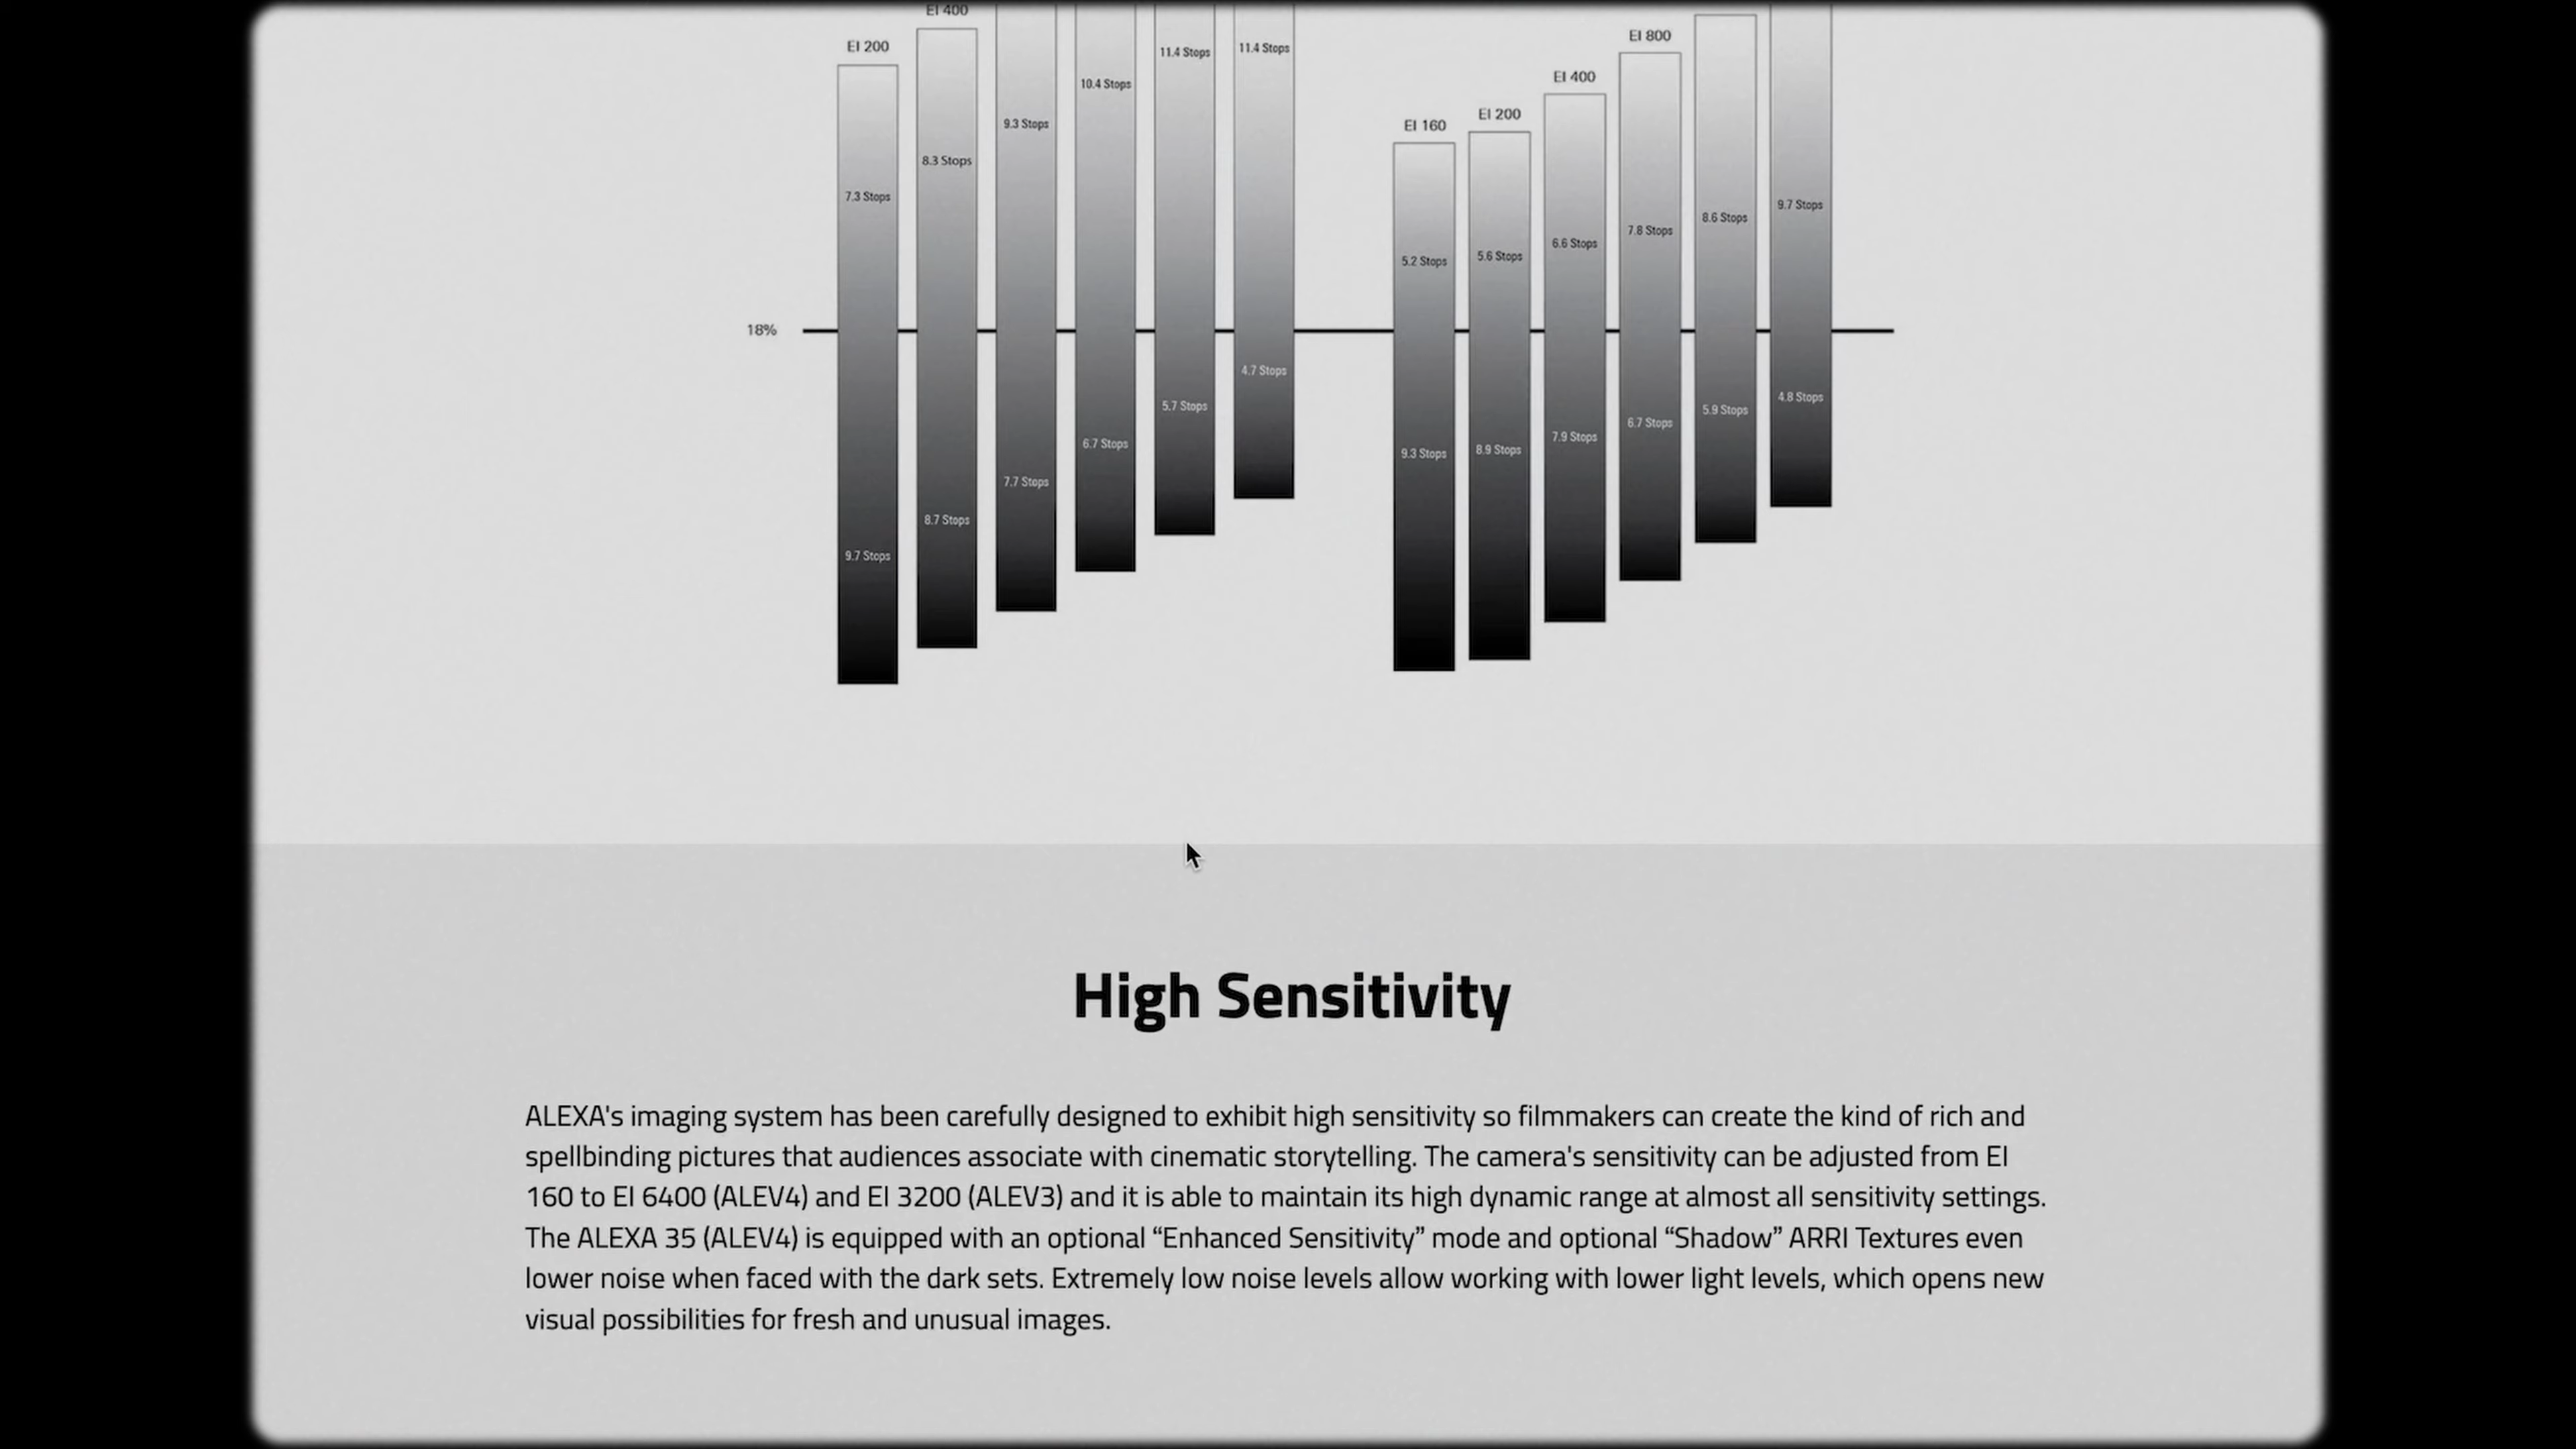 EI 400
EI 200
EI 800
EI 400
EI 200
EI 160
11.4 Stops
11.4 Stops
10.4 Stops
9.3 Stops
8.3 Stops
7.3 Stops
9.7 Stops
8.6 Stops
7.8 Stops
6.6 Stops
5.6 Stops
5.2 Stops
18%
4.7 Stops
5.7 Stops
6.7 Stops
7.7 Stops
8.7 Stops
9.7 Stops
4.8 Stops
5.9 Stops
6.7 Stops
7.9 Stops
8.9 Stops
9.3 Stops
High Sensitivity
ALEXA's imaging system has been carefully designed to exhibit high sensitivity so filmmakers can create the kind of rich and
spellbinding pictures that audiences associate with cinematic storytelling. The camera's sensitivity can be adjusted from EI
160 to EI 6400 (ALEV4) and EI 3200 (ALEV3) and it is able to maintain its high dynamic range at almost all sensitivity settings.
The ALEXA 35 (ALEV4) is equipped with an optional “Enhanced Sensitivity” mode and optional “Shadow” ARRI Textures even
lower noise when faced with the dark sets. Extremely low noise levels allow working with lower light levels, which opens new
visual possibilities for fresh and unusual images.